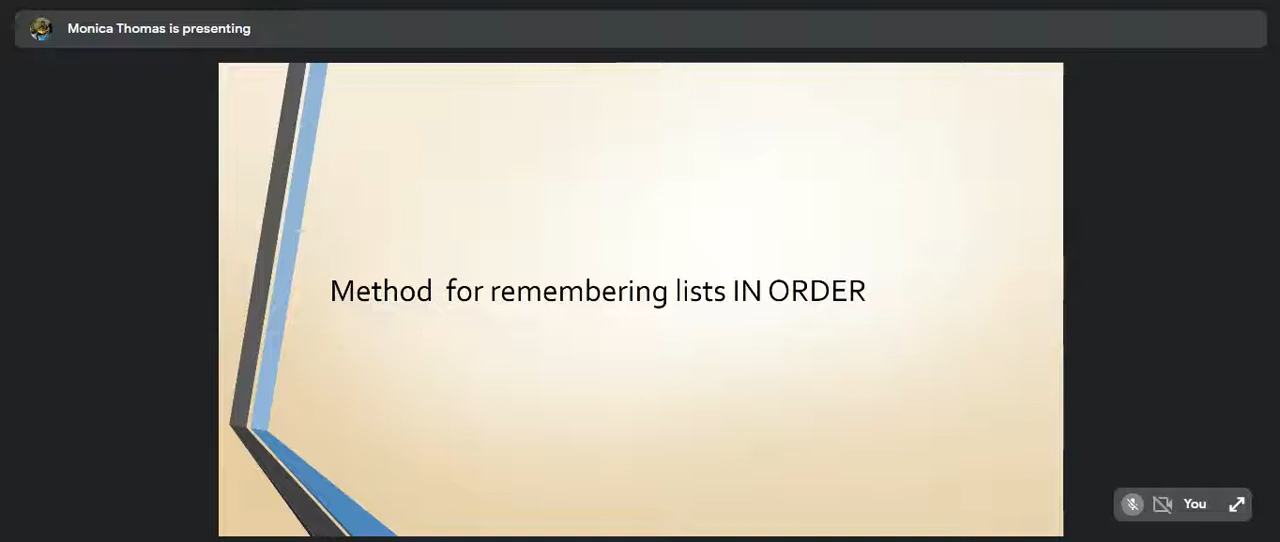 Monica Thomas is presenting
Method for remembering lists IN ORDER
You